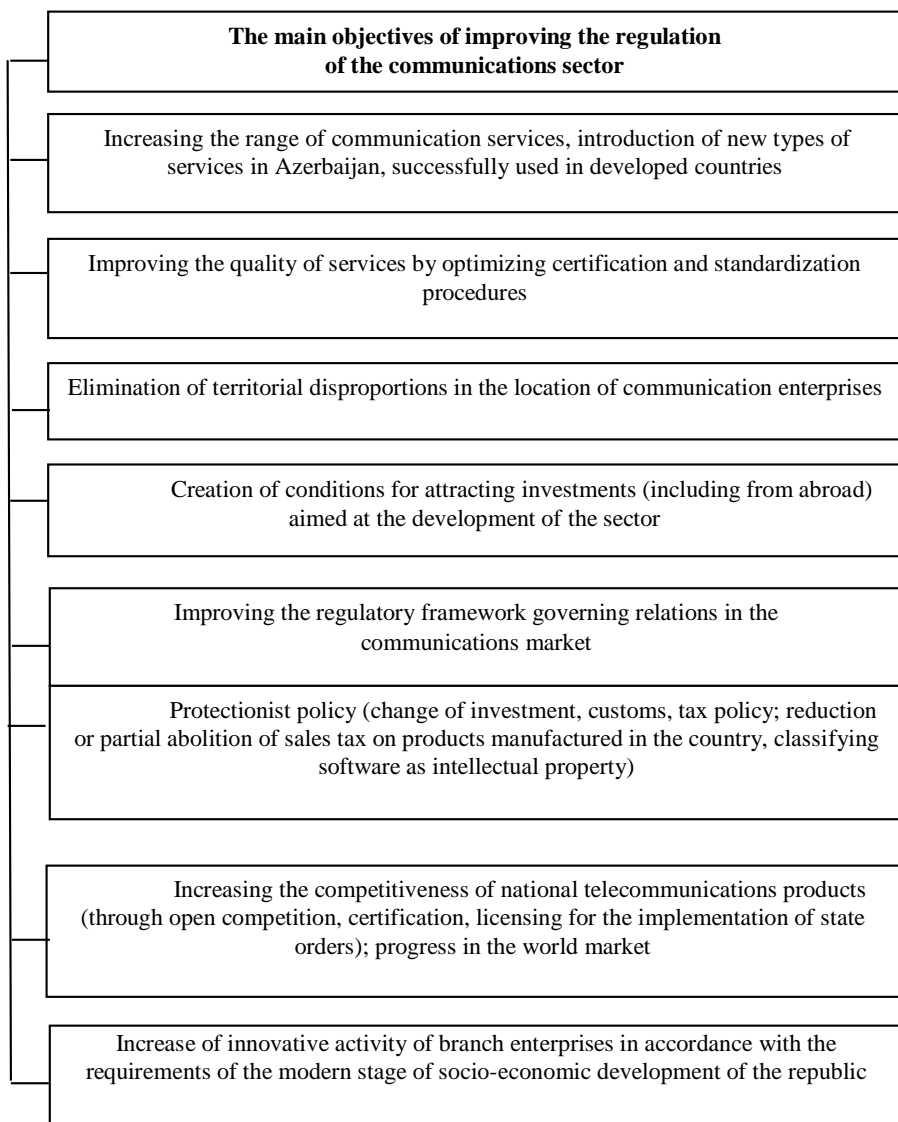 The main objectives of improving the regulation
of the communications sector
Increasing the range of communication services, introduction of new types of
services in Azerbaijan, successfully used in developed countries
Improving the quality of services by optimizing certification and standardization
procedures
Elimination of territorial disproportions in the location of communication enterprises
Creation of conditions for attracting investments (including from abroad)
aimed at the development of the sector
Improving the regulatory framework governing relations in the
communications market
Protectionist policy (change of investment, customs, tax policy; reduction
or partial abolition of sales tax on products manufactured in the country, classifying
software as intellectual property)
Increasing the competitiveness of national telecommunications products
(through open competition, certification, licensing for the implementation of state
orders); progress in the world market
Increase of innovative activity of branch enterprises in accordance with the
requirements of the modern stage of socio-economic development of the republic